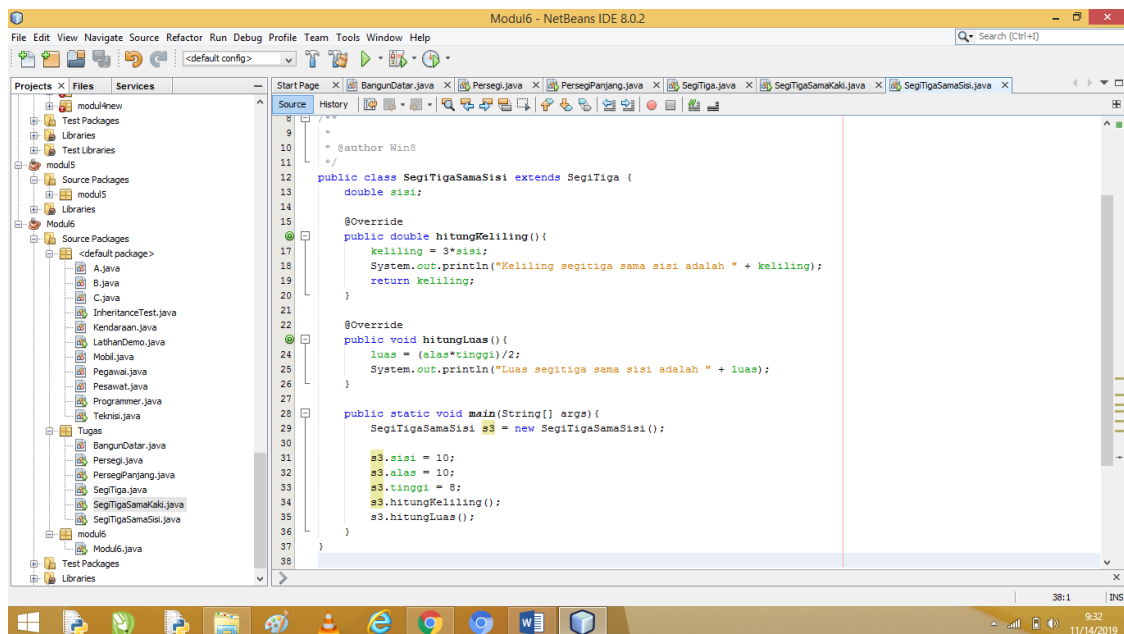 Modul6 - NetBeans IDE 8.0.2
File Edit View Navigate Source Refactor Run Debug Profile Team Tools Window Help
Search (Ctrl+I)
<default config>
Projects Files Services
Start Page BangunDatar.java Persegi.java PersegiPanjang.java SegiTiga.java SegiTigaSamaKaki.java SegiTigaSamaSisi.java
Source History
modul4new
Test Packages
Libraries
Test Libraries
modul5
Source Packages
modul5
Libraries
Modul6
Source Packages
<default package>
A.java
B.java
C.java
InheritanceTest.java
Kendaraan.java
LatihanDemo.java
Mobil.java
Pegawai.java
Pesawat.java
Programmer.java
Teknisi.java
Tugas
BangunDatar.java
Persegi.java
PersegiPanjang.java
SegiTiga.java
SegiTigaSamaKaki.java
SegiTigaSamaSisi.java
modul6
Modul6.java
Test Packages
Libraries
8 /**
9 *
10 * @author Win8
11 */
12 public class SegiTigaSamaSisi extends SegiTiga {
13 double sisi;
14
15 @Override
public double hitungKeliling(){
17 keliling = 3*sisi;
18 System.out.println("Keliling segitiga sama sisi adalah " + keliling);
19 return keliling;
20 }
21
22 @Override
public void hitungLuas(){
24 luas = (alas*tinggi)/2;
25 System.out.println("Luas segitiga sama sisi adalah " + luas);
26 }
27
28 public static void main(String[] args){
29 SegiTigaSamaSisi s3 = new SegiTigaSamaSisi();
30
31 s3.sisi = 10;
32 s3.alas = 10;
33 s3.tinggi = 8;
34 s3.hitungKeliling();
35 s3.hitungLuas();
36 }
37 }
38
38:1 INS
9:32
11/14/2019